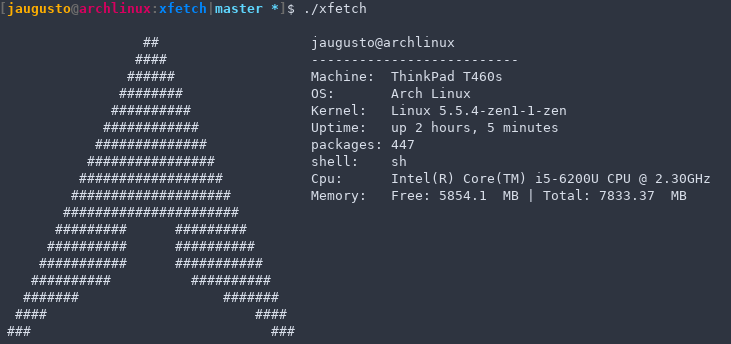 [jaugusto@archlinux:xfetch|master *]$ ./xfetch
## jaugusto@archlinux
#### --------------------------
###### Machine: ThinkPad T460s
######## OS: Arch Linux
########## Kernel: Linux 5.5.4-zen1-1-zen
############ Uptime: up 2 hours, 5 minutes
############## packages: 447
################ shell: sh
################## Cpu: Intel(R) Core(TM) i5-6200U CPU @ 2.30GHz
#################### Memory: Free: 5854.1 MB | Total: 7833.37 MB
######################
######### #########
########## ##########
########### ###########
########## ##########
####### #######
#### ####
### ###